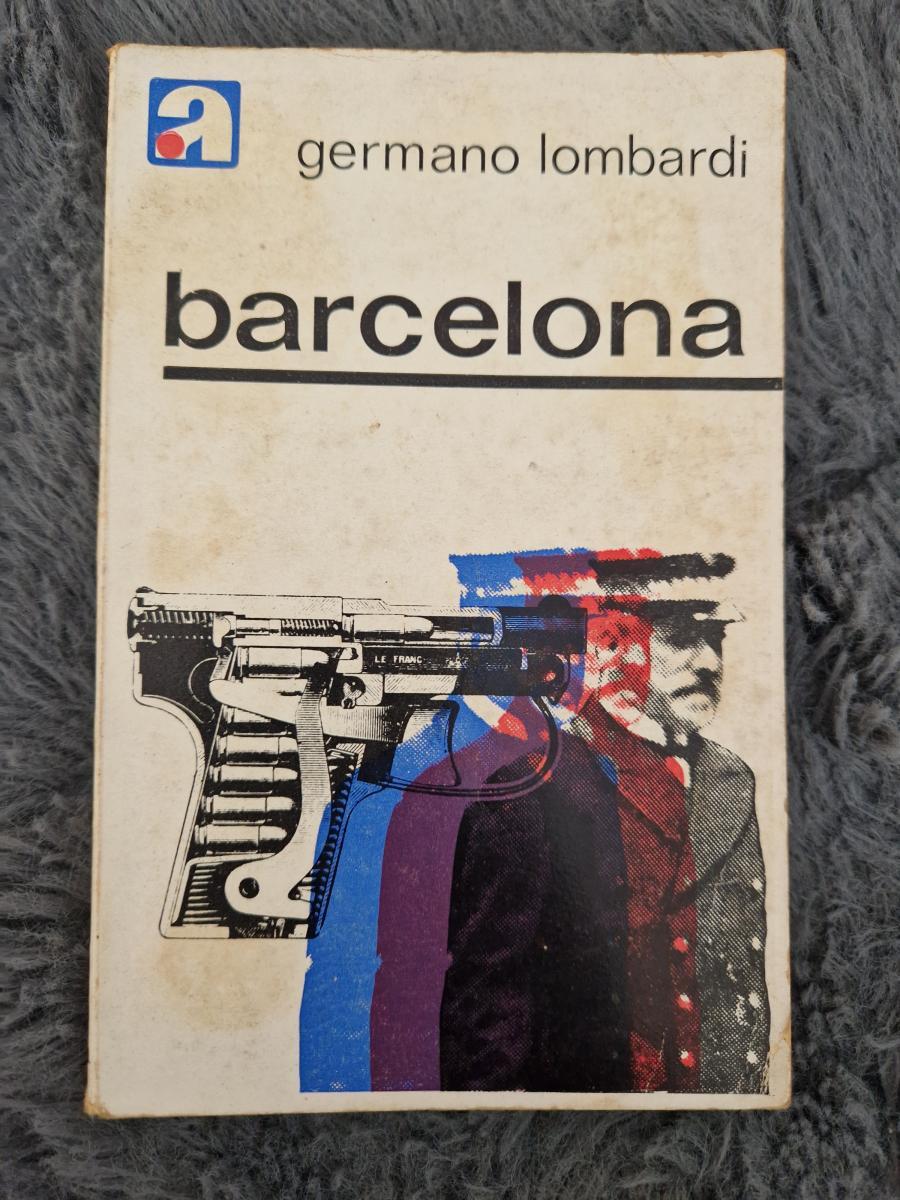 a
germano lombardi
barcelona
LE FRANC